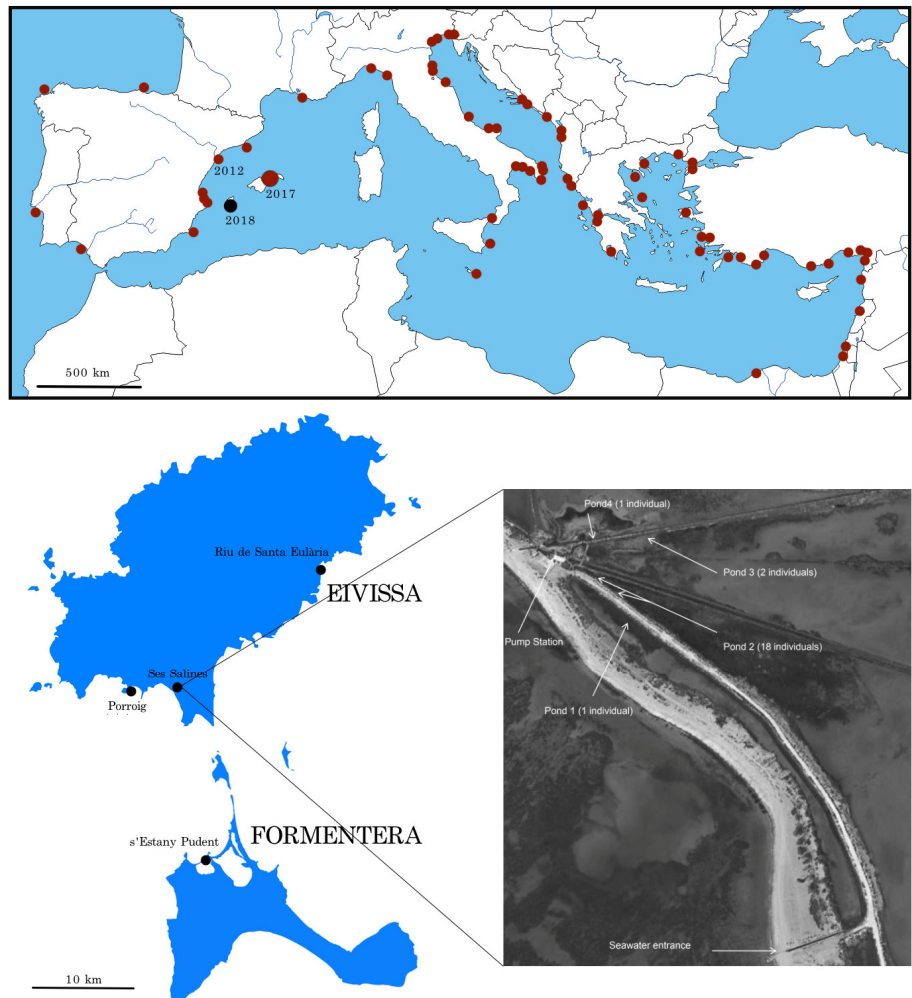 2012
2017
2018
500 km
Riu de Santa Eulària
EIVISSA
Ses Salines
Porroig
FORMENTERA
s'Estany Pudent
10 km
Pond4 (1 individual)
Pond 3 (2 individuals)
Pump Station
Pond 2 (18 individuals)
Pond 1 (1 individual)
Seawater entrance